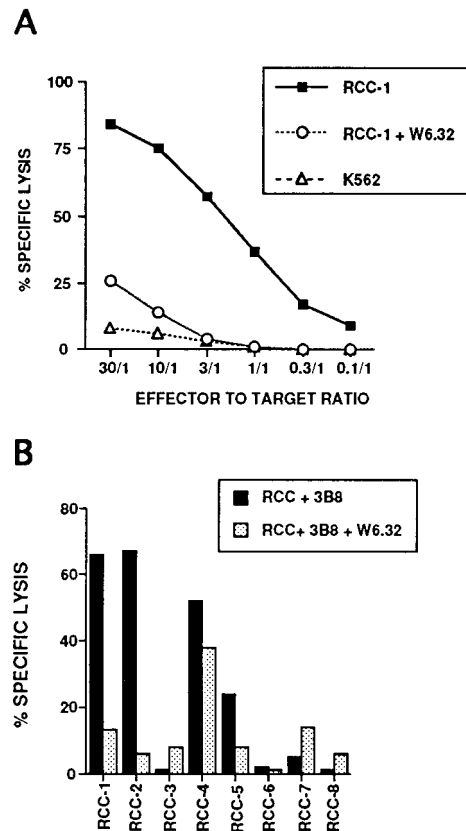 A
100
75
50
25
0
% SPECIFIC LYSIS
RCC-1
RCC-1 + W6.32
K562
30/1 10/1 3/1 1/1 0.3/1 0.1/1
EFFECTOR TO TARGET RATIO
B
80
60
40
20
0
% SPECIFIC LYSIS
RCC + 3B8
RCC+ 3B8 + W6.32
RCC-1 RCC-2 RCC-3 RCC-4 RCC-5 RCC-6 RCC-7 RCC-8